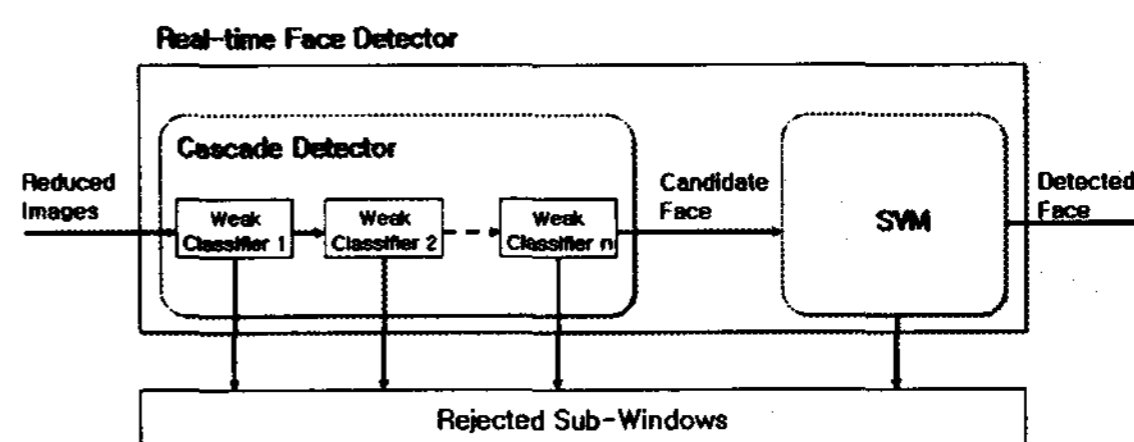 Real-time Face Detector
Cascade Detector
Reduced
Images
Weak
Classifier 1
Weak
Classifier 2
Weak
Classifier n
Candidate
Face
SVM
Detected
Face
Rejected Sub-Windows